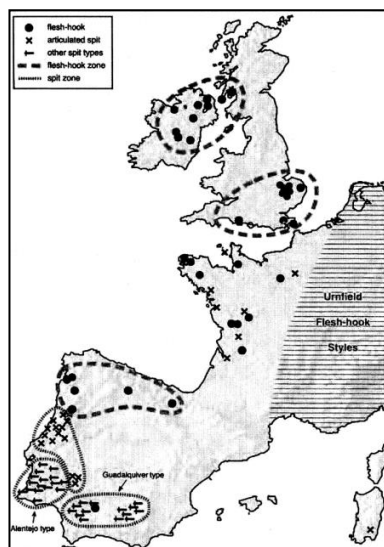 flesh-hook
articulated spit
other spit types
flesh-hook zone
spit zone
Urnfield
Flesh-hook
Styles
Guadalquiver type
Alentejo type